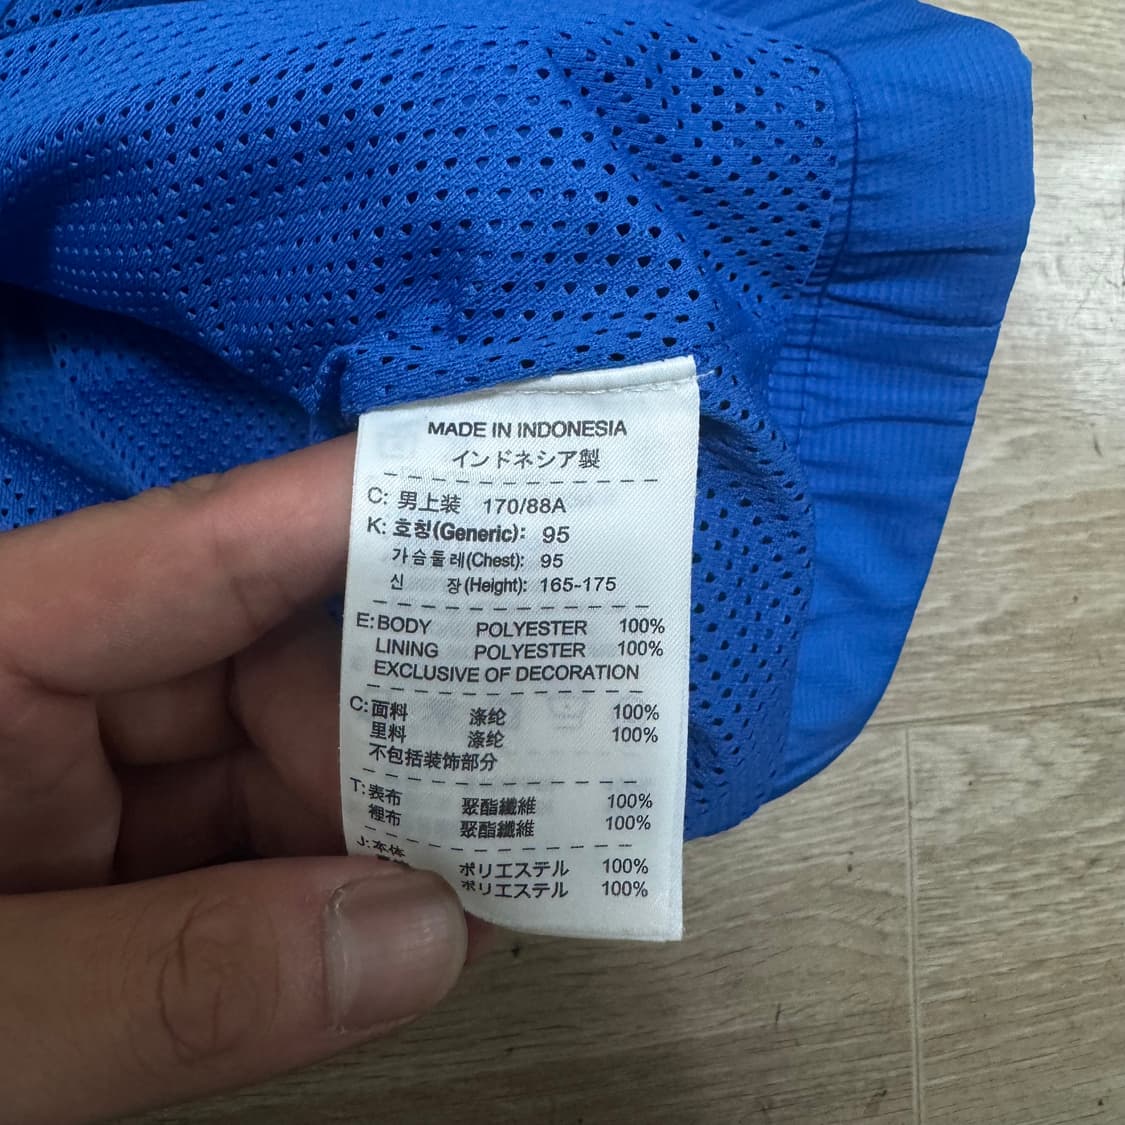 MADE IN INDONESIA
インドネシア製
C: 男上装 170/88A
K: 호칭(Generic): 95
가슴둘레(Chest): 95
신 장(Height): 165-175
E: BODY POLYESTER 100%
LINING POLYESTER 100%
EXCLUSIVE OF DECORATION
C: 面料 涤纶 100%
里料 涤纶 100%
不包括装饰部分
T: 表布 聚酯纖維 100%
裡布 聚酯纖維 100%
J: 本体 ポリエステル 100%
ポリエステル 100%